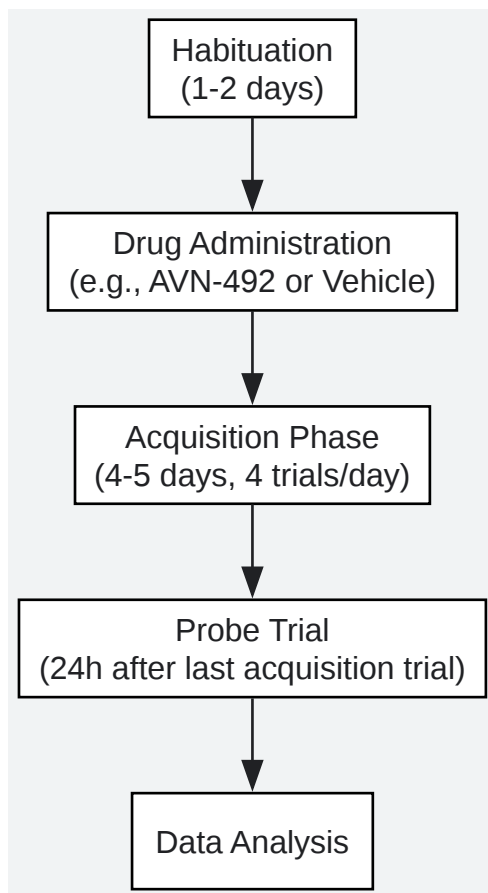 Habituation
(1-2 days)
Drug Administration
(e.g., AVN-492 or Vehicle)
Acquisition Phase
(4-5 days, 4 trials/day)
Probe Trial
(24h after last acquisition trial)
Data Analysis